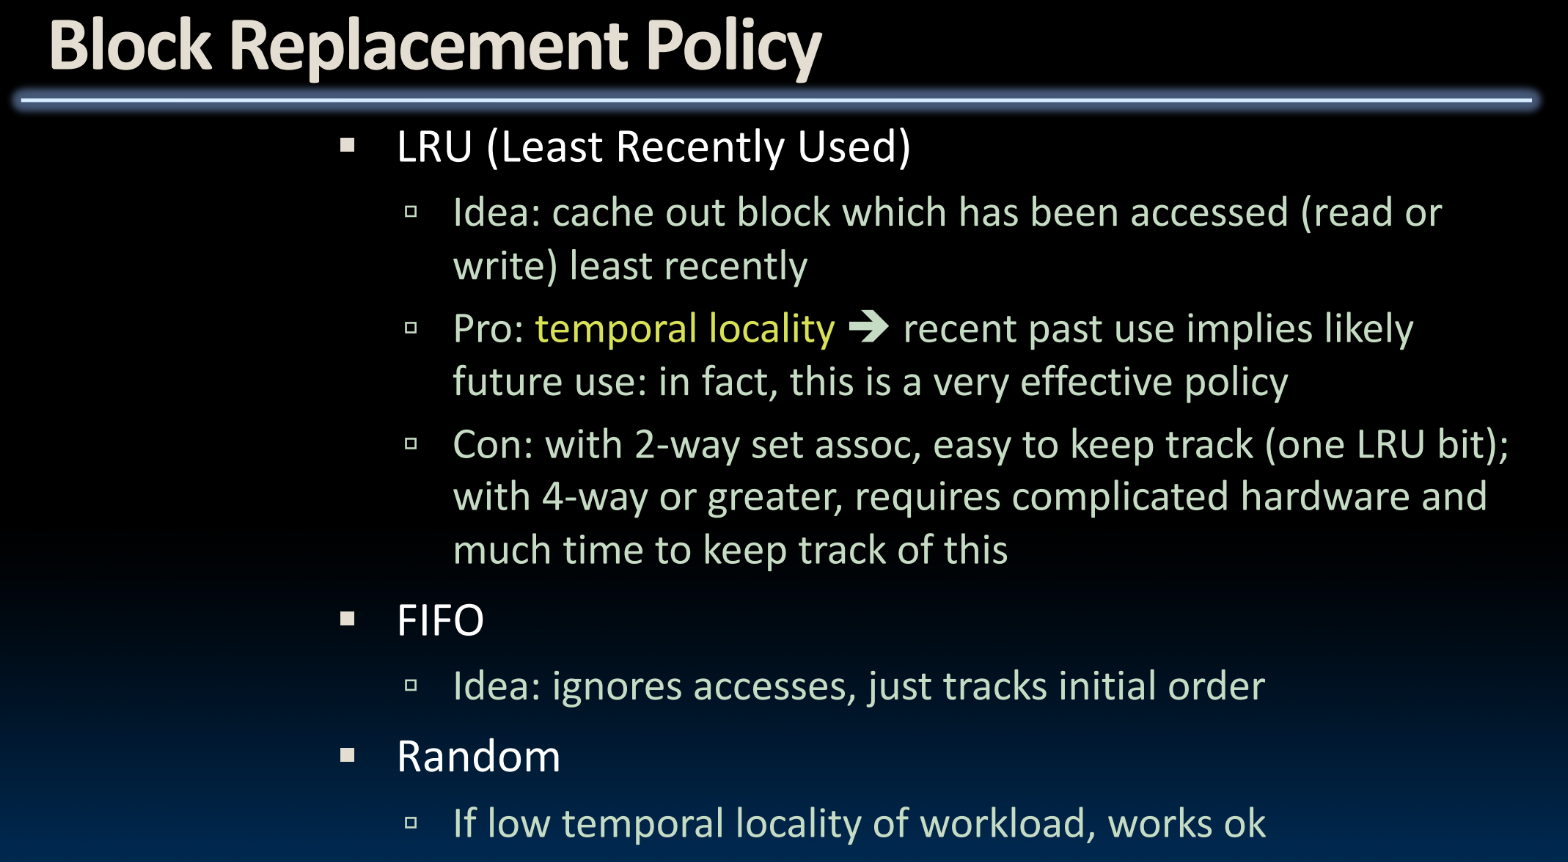 Block Replacement Policy
▪ LRU (Least Recently Used)
▫ Idea: cache out block which has been accessed (read or
write) least recently
▫ Pro: temporal locality ➔ recent past use implies likely
future use: in fact, this is a very effective policy
▫ Con: with 2-way set assoc, easy to keep track (one LRU bit);
with 4-way or greater, requires complicated hardware and
much time to keep track of this
▪ FIFO
▫ Idea: ignores accesses, just tracks initial order
▪ Random
▫ If low temporal locality of workload, works ok